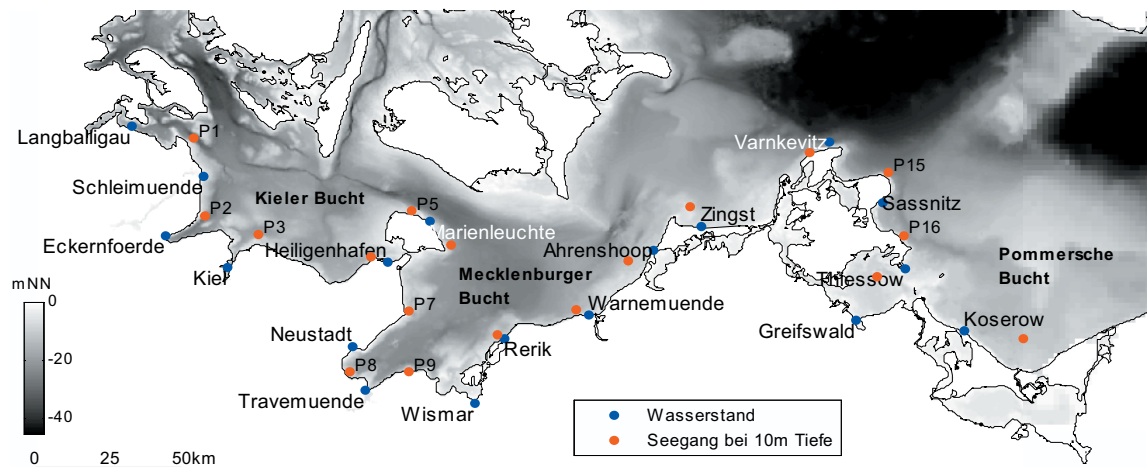 Langballigau
P1
Varnkevitz
P15
Schleimuende
Kieler Bucht
P5
P2
Sassnitz
Zingst
P3
P16
Marienleuchte
Eckernfoerde
Heiligenhafen
Ahrenshoop
Pommersche
Bucht
Kiel
Mecklenburger
Bucht
Thiessow
mNN
0
P7
Warnemuende
Koserow
Greifswald
Neustadt
Rerik
-20
P8
P9
Travemuende
Wismar
-40
Wasserstand
Seegang bei 10m Tiefe
0 25 50km